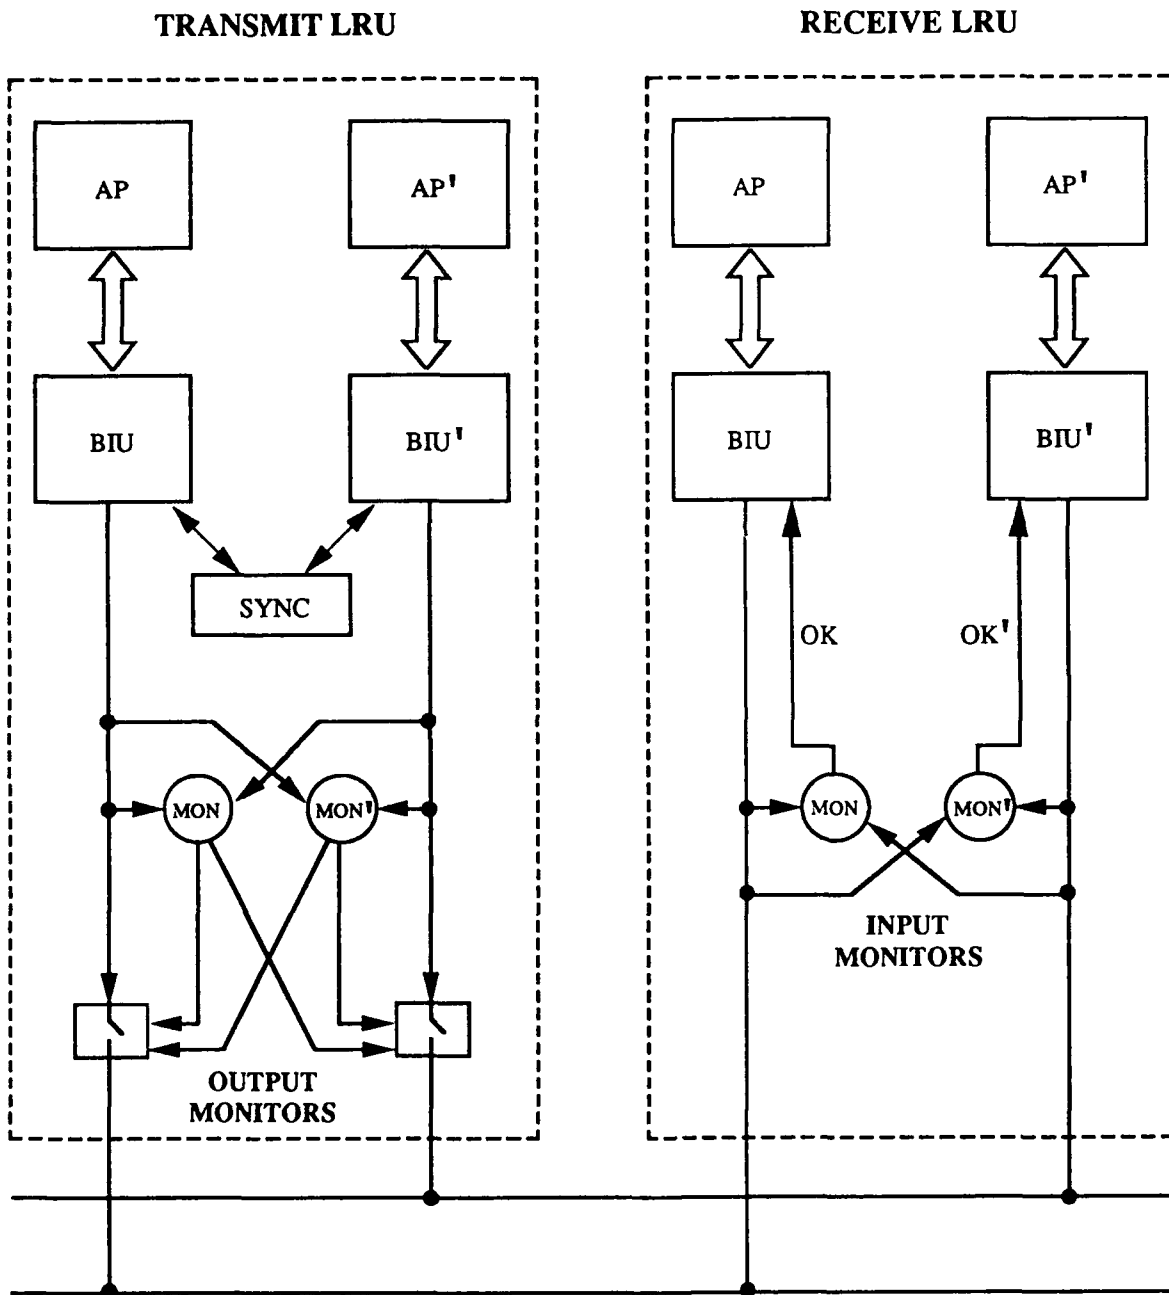 TRANSMIT LRU
RECEIVE LRU
AP
AP'
AP
AP'
BIU
BIU'
BIU
BIU'
SYNC
OK
OK'
MON
MON'
MON
MON'
INPUT
MONITORS
OUTPUT
MONITORS